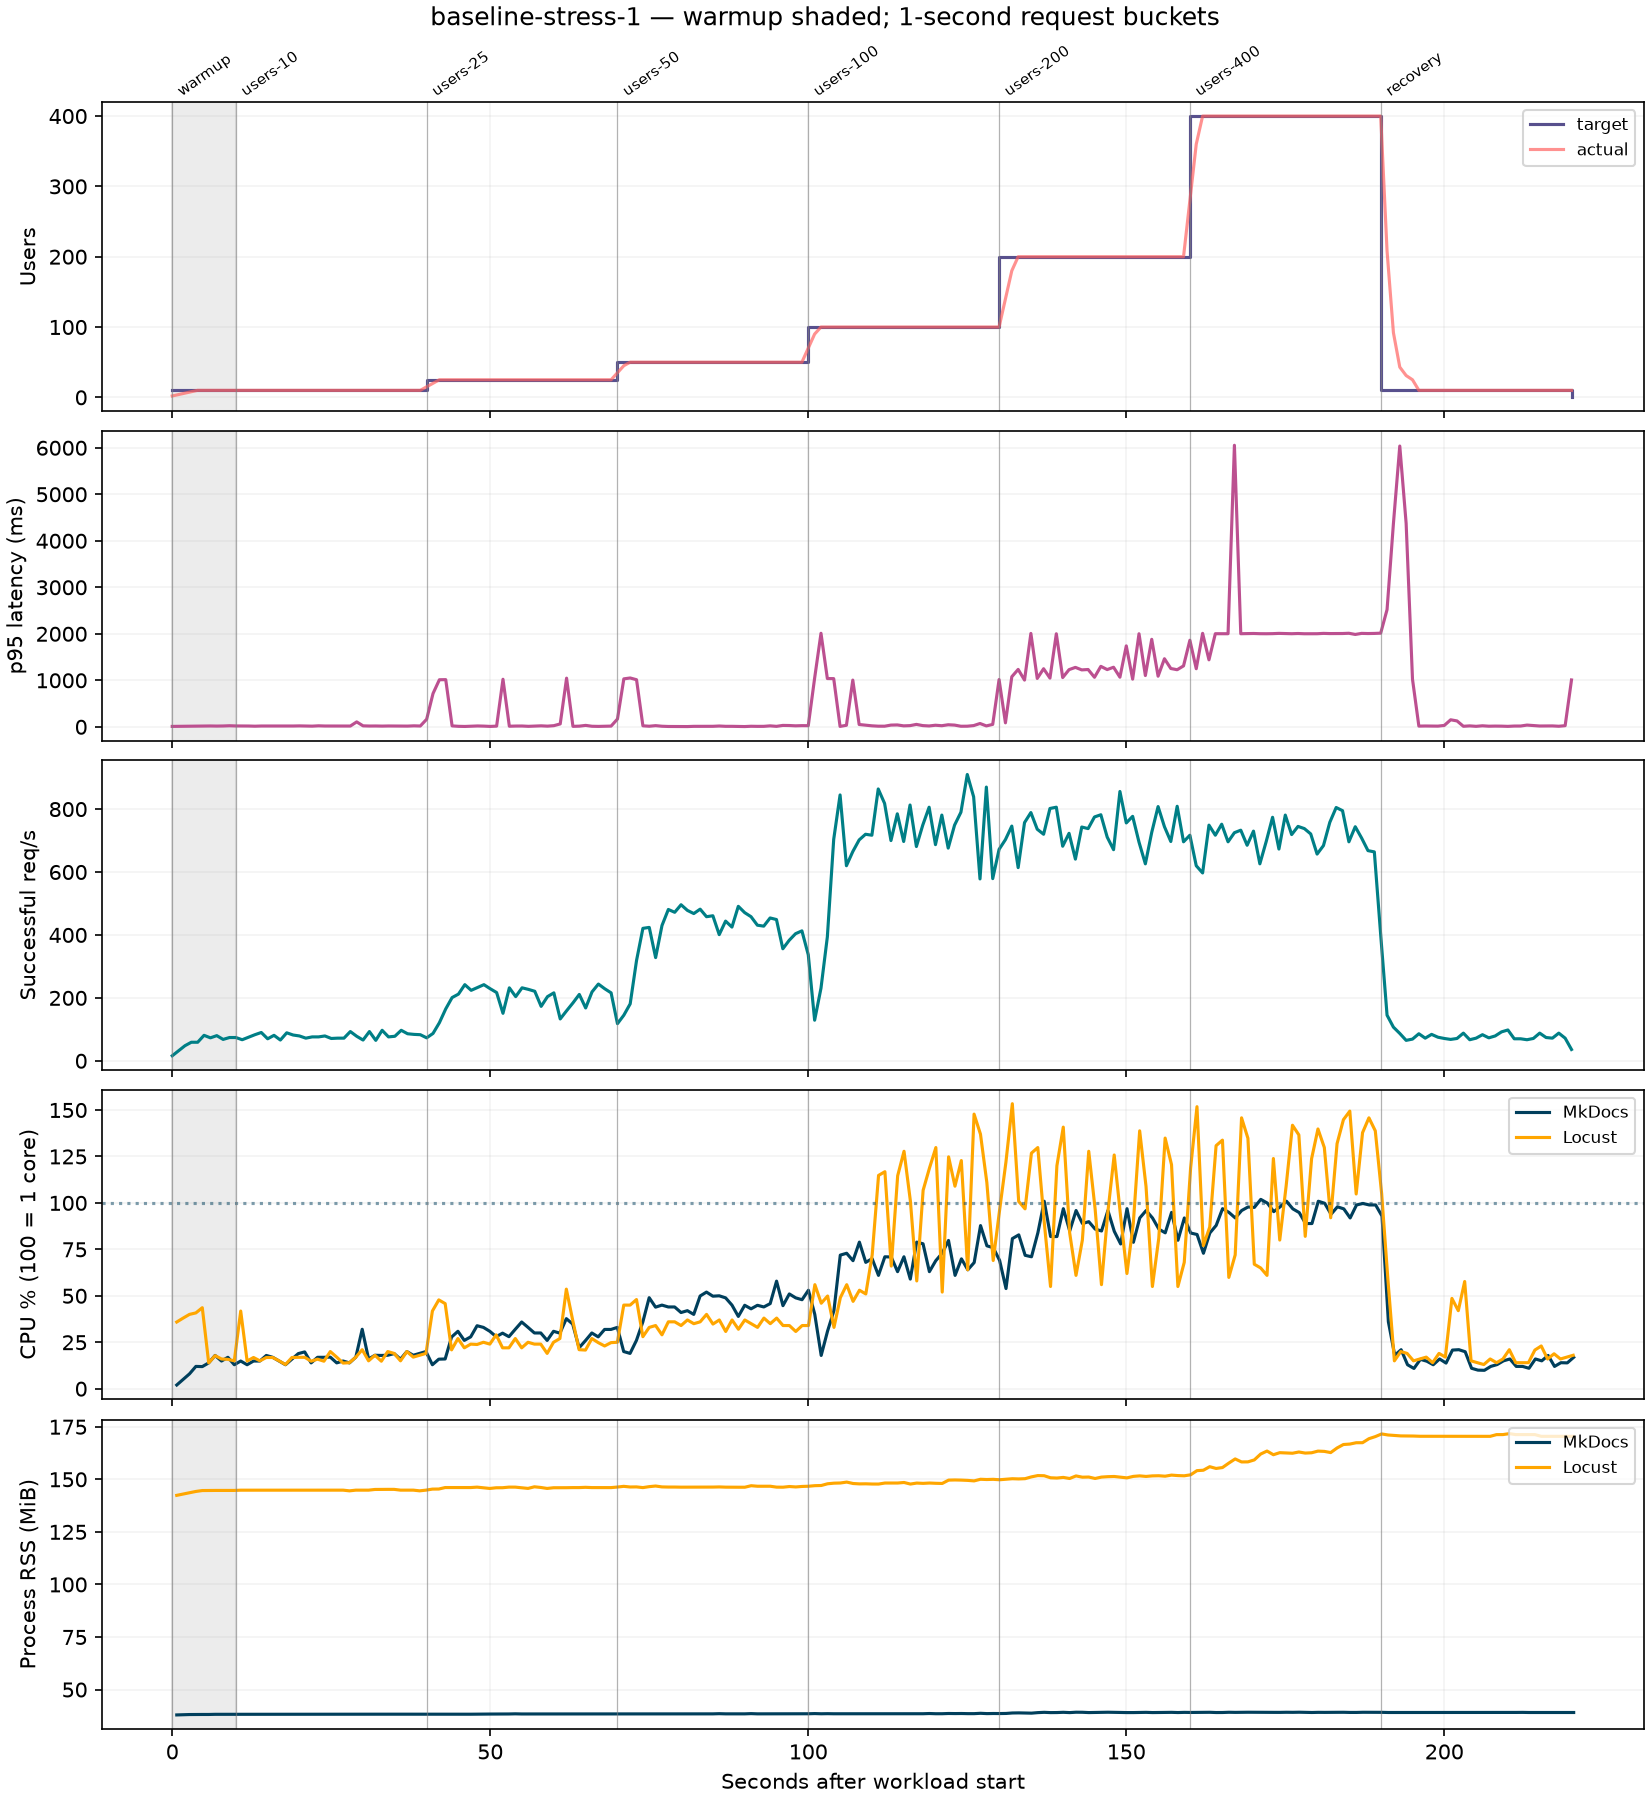 baseline-stress-1 — warmup shaded; 1-second request buckets
warmup
users-10
users-25
users-50
users-100
users-200
users-400
recovery
Users
400
300
200
100
0
target
actual
p95 latency (ms)
6000
5000
4000
3000
2000
1000
0
Successful req/s
800
600
400
200
0
CPU % (100 = 1 core)
150
125
100
75
50
25
0
MkDocs
Locust
Process RSS (MiB)
175
150
125
100
75
50
MkDocs
Locust
0
50
100
150
200
Seconds after workload start